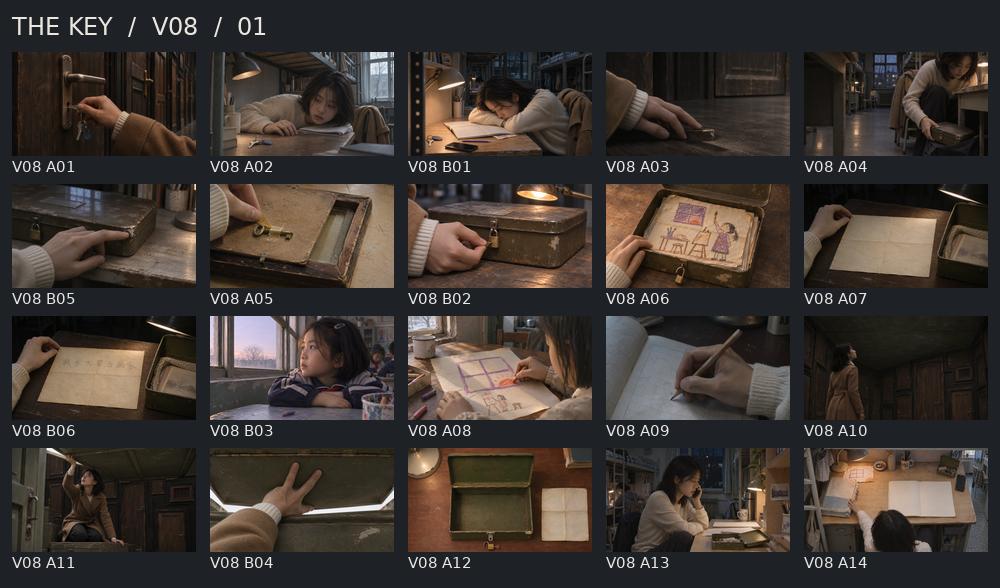 THE KEY / V08 / 01
V08 A01
V08 A02
V08 B01
V08 A03
V08 A04
V08 B05
V08 A05
V08 B02
V08 A06
V08 A07
V08 B06
V08 B03
V08 A08
V08 A09
V08 A10
V08 A11
V08 B04
V08 A12
V08 A13
V08 A14